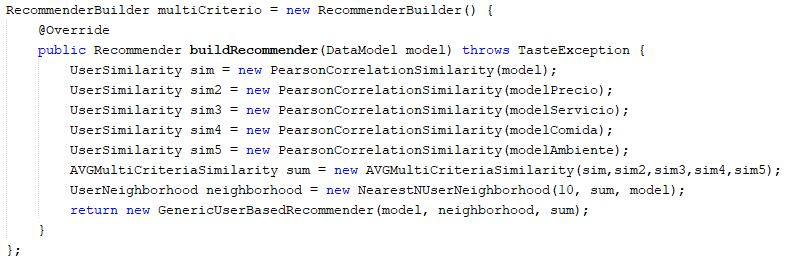 RecommenderBuilder multiCriterio = new RecommenderBuilder() {
@Override
public Recommender buildRecommender(DataModel model) throws TasteException {
UserSimilarity sim = new PearsonCorrelationSimilarity(model);
UserSimilarity sim2 = new PearsonCorrelationSimilarity(modelPrecio);
UserSimilarity sim3 = new PearsonCorrelationSimilarity(modelServicio);
UserSimilarity sim4 = new PearsonCorrelationSimilarity(modelComida);
UserSimilarity sim5 = new PearsonCorrelationSimilarity(modelAmbiente);
AVGMultiCriteriaSimilarity sum = new AVGMultiCriteriaSimilarity(sim,sim2,sim3,sim4,sim5);
UserNeighborhood neighborhood = new NearestNUserNeighborhood(10, sum, model);
return new GenericUserBasedRecommender(model, neighborhood, sum);
}
};